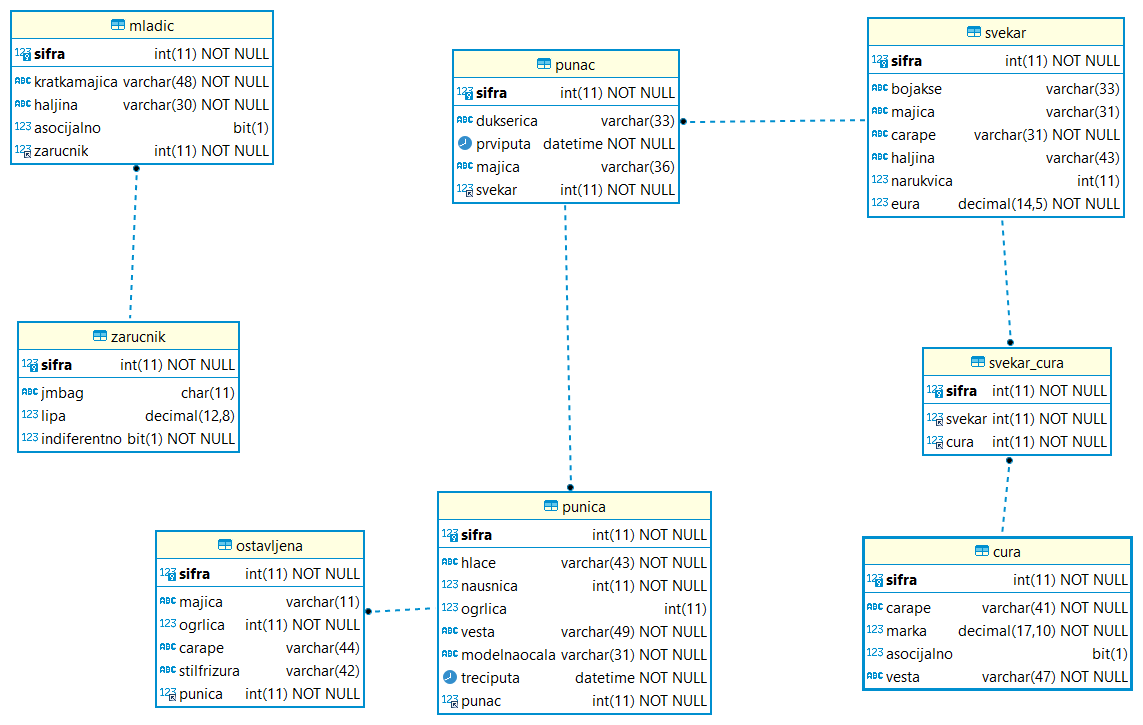 mladic
sifra int(11) NOT NULL
kratkamajica varchar(48) NOT NULL
haljina varchar(30) NOT NULL
asocijalno bit(1)
zarucnik int(11) NOT NULL
punac
sifra int(11) NOT NULL
dukserica varchar(33)
prviputa datetime NOT NULL
majica varchar(36)
svekar int(11) NOT NULL
svekar
sifra int(11) NOT NULL
bojakse varchar(33)
majica varchar(31)
carape varchar(31) NOT NULL
haljina varchar(43)
narukvica int(11)
eura decimal(14,5) NOT NULL
zarucnik
sifra int(11) NOT NULL
jmbag char(11)
lipa decimal(12,8)
indiferentno bit(1) NOT NULL
svekar_cura
sifra int(11) NOT NULL
svekar int(11) NOT NULL
cura int(11) NOT NULL
ostavljena
sifra int(11) NOT NULL
majica varchar(11)
ogrlica int(11) NOT NULL
carape varchar(44)
stilfrizura varchar(42)
punica int(11) NOT NULL
punica
sifra int(11) NOT NULL
hlace varchar(43) NOT NULL
nausnica int(11) NOT NULL
ogrlica int(11)
vesta varchar(49) NOT NULL
modelnaocala varchar(31) NOT NULL
treciputa datetime NOT NULL
punac int(11) NOT NULL
cura
sifra int(11) NOT NULL
carape varchar(41) NOT NULL
marka decimal(17,10) NOT NULL
asocijalno bit(1)
vesta varchar(47) NOT NULL